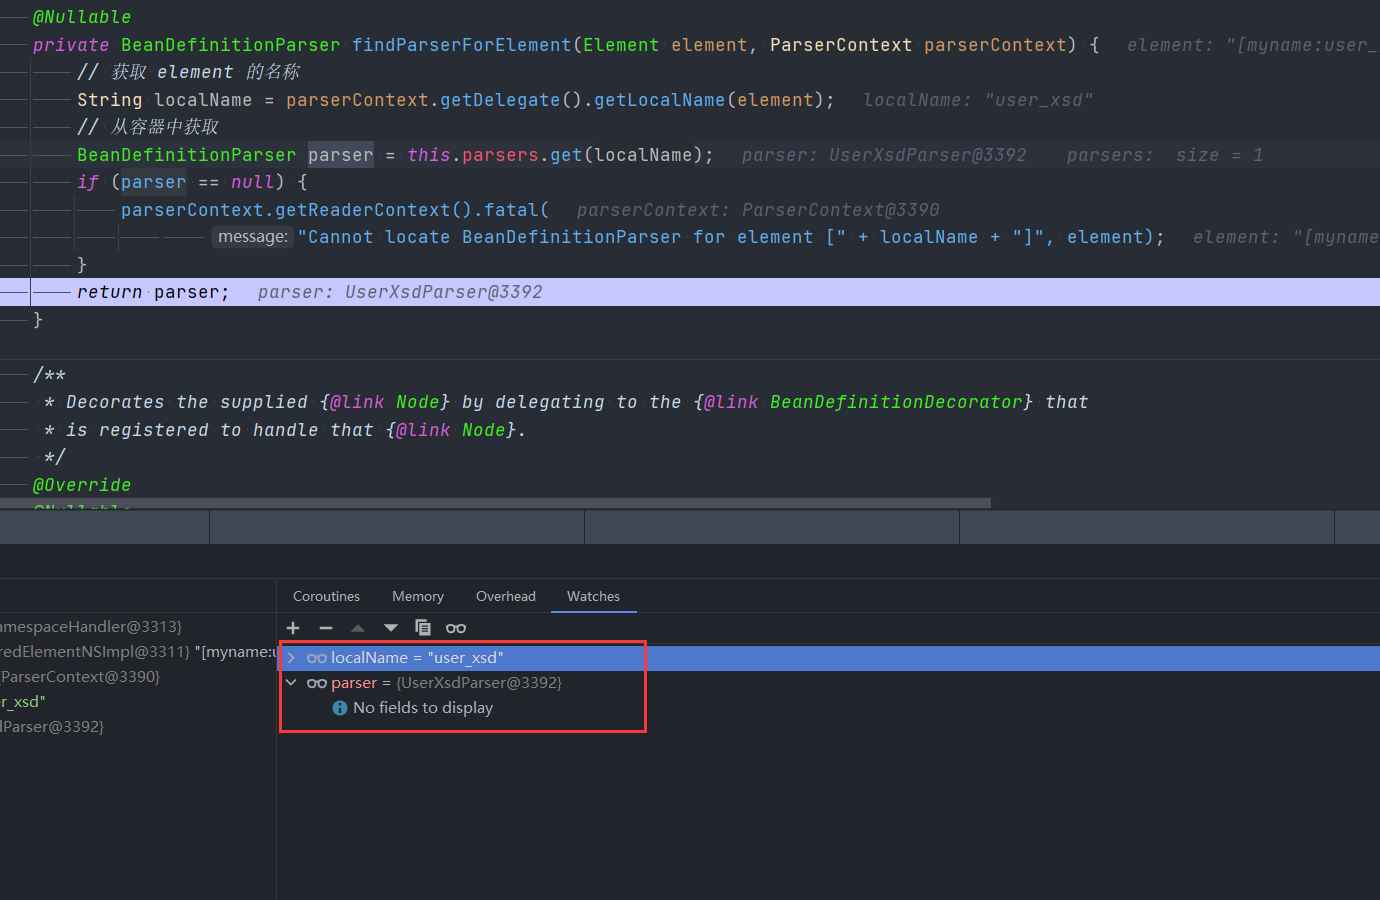 @Nullable
private BeanDefinitionParser findParserForElement(Element element, ParserContext parserContext) { element: "[myname:user_
// 获取 element 的名称
String localName = parserContext.getDelegate().getLocalName(element); localName: "user_xsd"
// 从容器中获取
BeanDefinitionParser parser = this.parsers.get(localName); parser: UserXsdParser@3392 parsers: size = 1
if (parser == null) {
parserContext.getReaderContext().fatal( parserContext: ParserContext@3390
message: "Cannot locate BeanDefinitionParser for element [" + localName + "]", element); element: "[myname
}
return parser; parser: UserXsdParser@3392
}
/**
* Decorates the supplied {@link Node} by delegating to the {@link BeanDefinitionDecorator} that
* is registered to handle that {@link Node}.
*/
@Override
@Nullable
Coroutines Memory Overhead Watches
amespaceHandler@3313}
redElementNSImpl@3311} "[myname:u
ParserContext@3390}
r_xsd"
dParser@3392}
localName = "user_xsd"
parser = {UserXsdParser@3392}
No fields to display